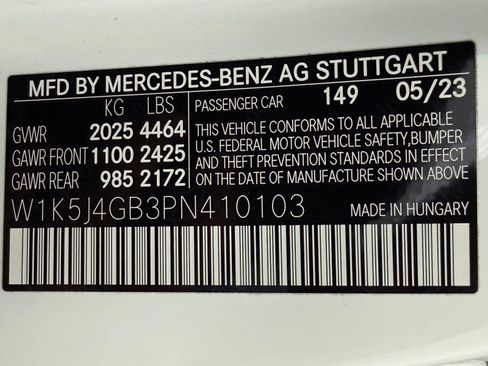 MFD BY MERCEDES-BENZ AG STUTTGART
KG LBS PASSENGER CAR 149 05/23
GVWR 2025 4464
GAWR FRONT 1100 2425
GAWR REAR 985 2172
THIS VEHICLE CONFORMS TO ALL APPLICABLE
U.S. FEDERAL MOTOR VEHICLE SAFETY, BUMPER
AND THEFT PREVENTION STANDARDS IN EFFECT
ON THE DATE OF MANUFACTURE SHOWN ABOVE.
W1K5J4GB3PN410103 MADE IN HUNGARY